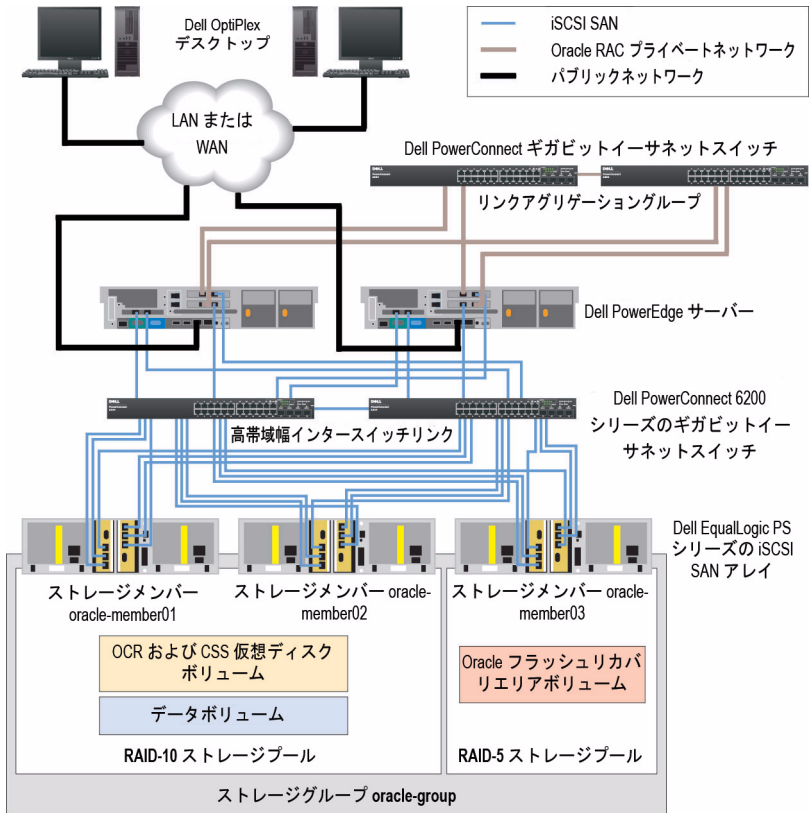 Dell OptiPlex
デスクトップ
iSCSI SAN
Oracle RAC プライベートネットワーク
パブリックネットワーク
LAN または
WAN
Dell PowerConnect ギガビットイーサネットスイッチ
リンクアグリゲーショングループ
Dell PowerEdge サーバー
Dell PowerConnect 6200
シリーズのギガビットイー
サネットスイッチ
高帯域幅インタースイッチリンク
Dell EqualLogic PS
シリーズの iSCSI
SAN アレイ
ストレージメンバー
oracle-member01
ストレージメンバー oracle-
member02
ストレージメンバー oracle-
member03
OCR および CSS 仮想ディスク
ボリューム
データボリューム
RAID-10 ストレージプール
Oracle フラッシュリカバ
リエリアボリューム
RAID-5 ストレージプール
ストレージグループ oracle-group